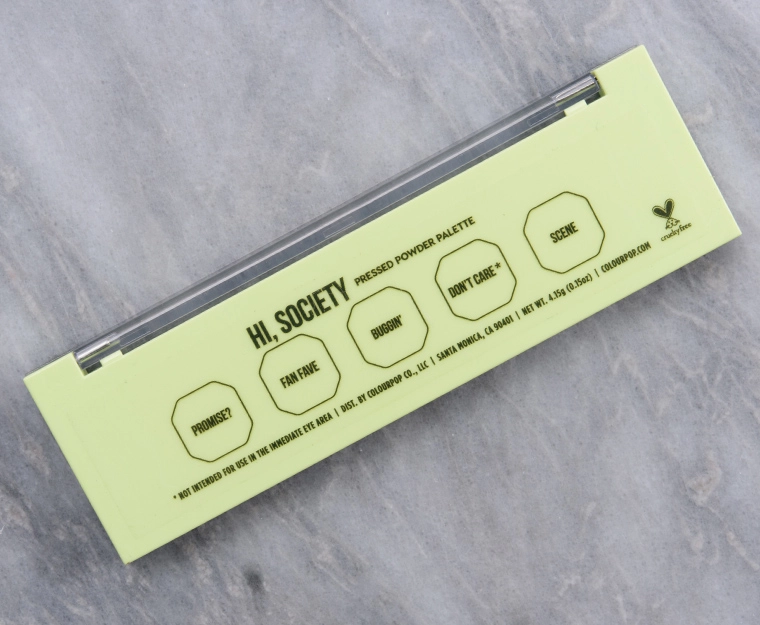 HI, SOCIETY PRESSED POWDER PALETTE
PROMISE?
FAN FAVE
BUGGIN'
DON'T CARE *
SCENE
* NOT INTENDED FOR USE IN THE IMMEDIATE EYE AREA | DIST. BY COLOURPOP CO., LLC | SANTA MONICA, CA 90401 | NET WT. 4.15g (0.15oz) | COLOURPOP.COM
crueltyfree